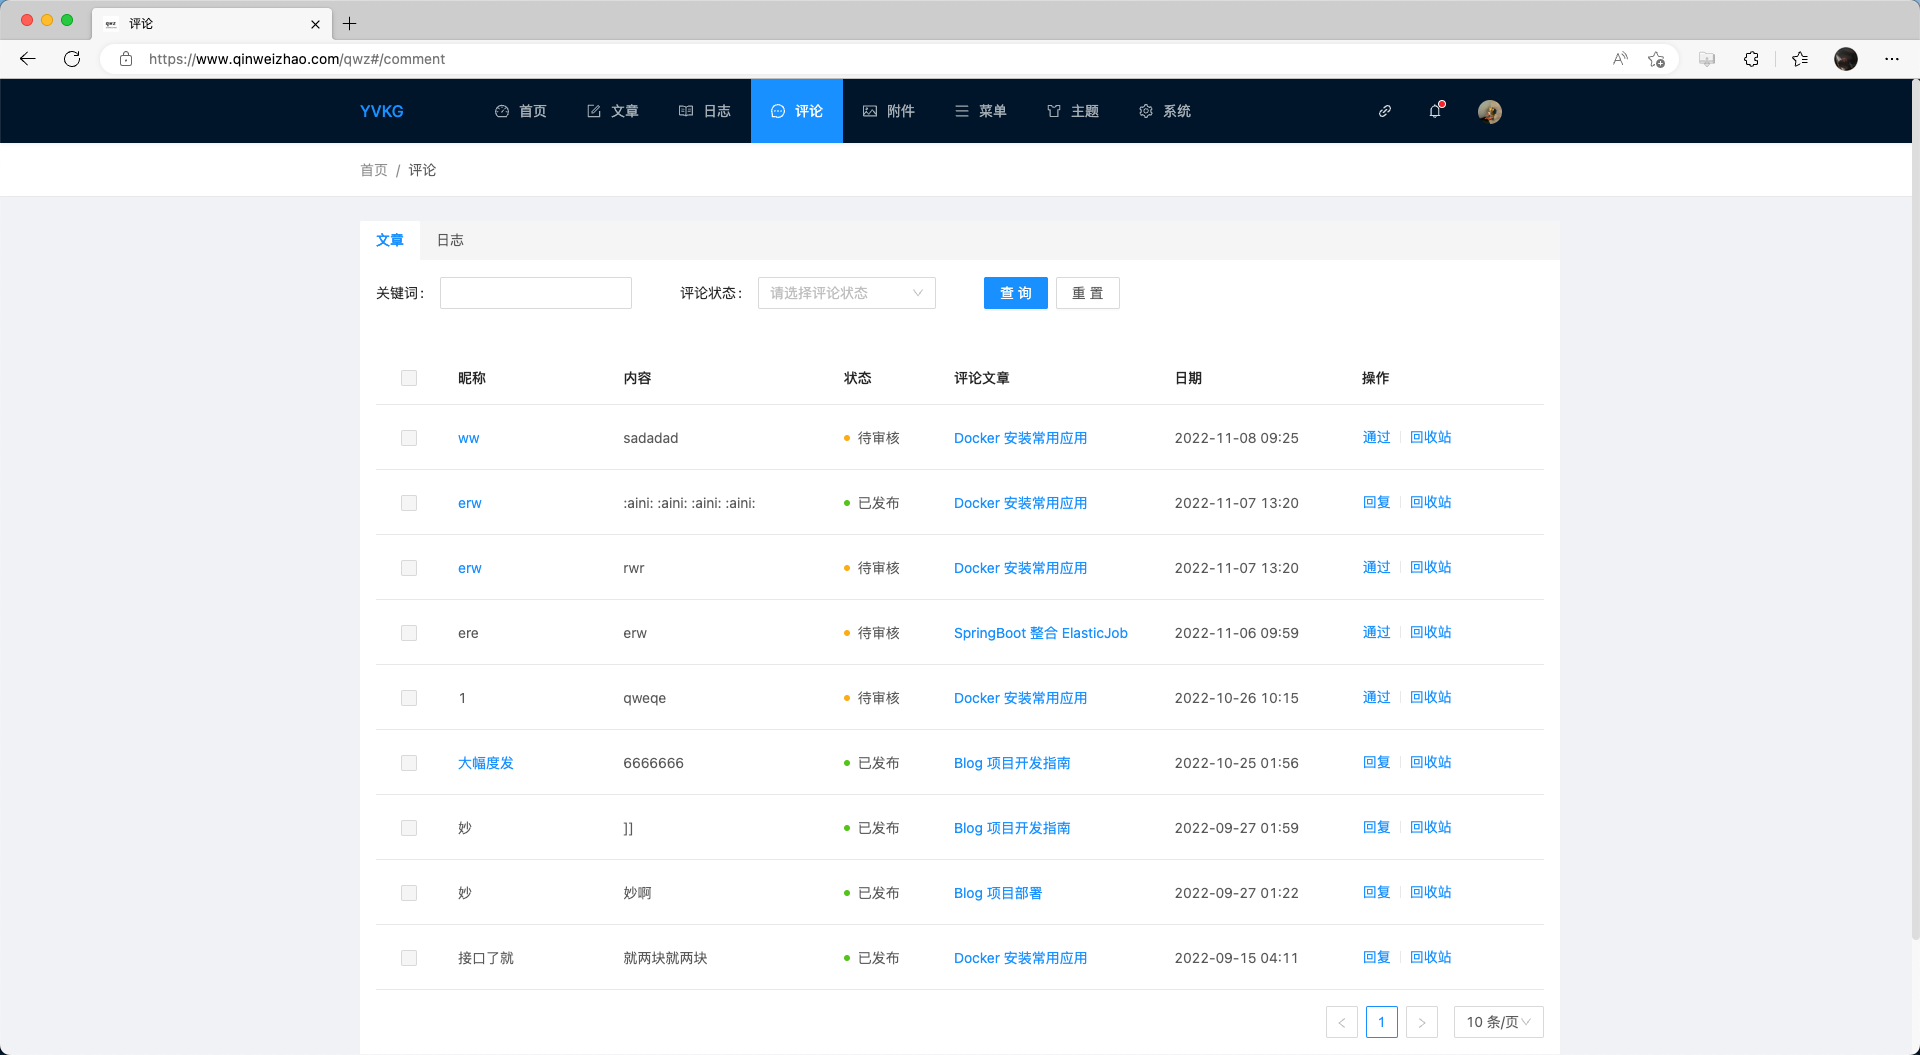 评论
https://www.qinweizhao.com/qwz#/comment
YVKG 首页 文章 日志 评论 附件 菜单 主题 系统
首页 / 评论
文章 日志
关键词: 评论状态: 请选择评论状态 查 询 重 置
昵称 内容 状态 评论文章 日期 操作
ww sadadad 待审核 Docker 安装常用应用 2022-11-08 09:25 通过 回收站
erw :aini: :aini: :aini: :aini: 已发布 Docker 安装常用应用 2022-11-07 13:20 回复 回收站
erw rwr 待审核 Docker 安装常用应用 2022-11-07 13:20 通过 回收站
ere erw 待审核 SpringBoot 整合 ElasticJob 2022-11-06 09:59 通过 回收站
1 qweqe 待审核 Docker 安装常用应用 2022-10-26 10:15 通过 回收站
大幅度发 6666666 已发布 Blog 项目开发指南 2022-10-25 01:56 回复 回收站
妙 ]] 已发布 Blog 项目开发指南 2022-09-27 01:59 回复 回收站
妙 妙啊 已发布 Blog 项目部署 2022-09-27 01:22 回复 回收站
接口了就 就两块就两块 已发布 Docker 安装常用应用 2022-09-15 04:11 回复 回收站
1 10 条/页